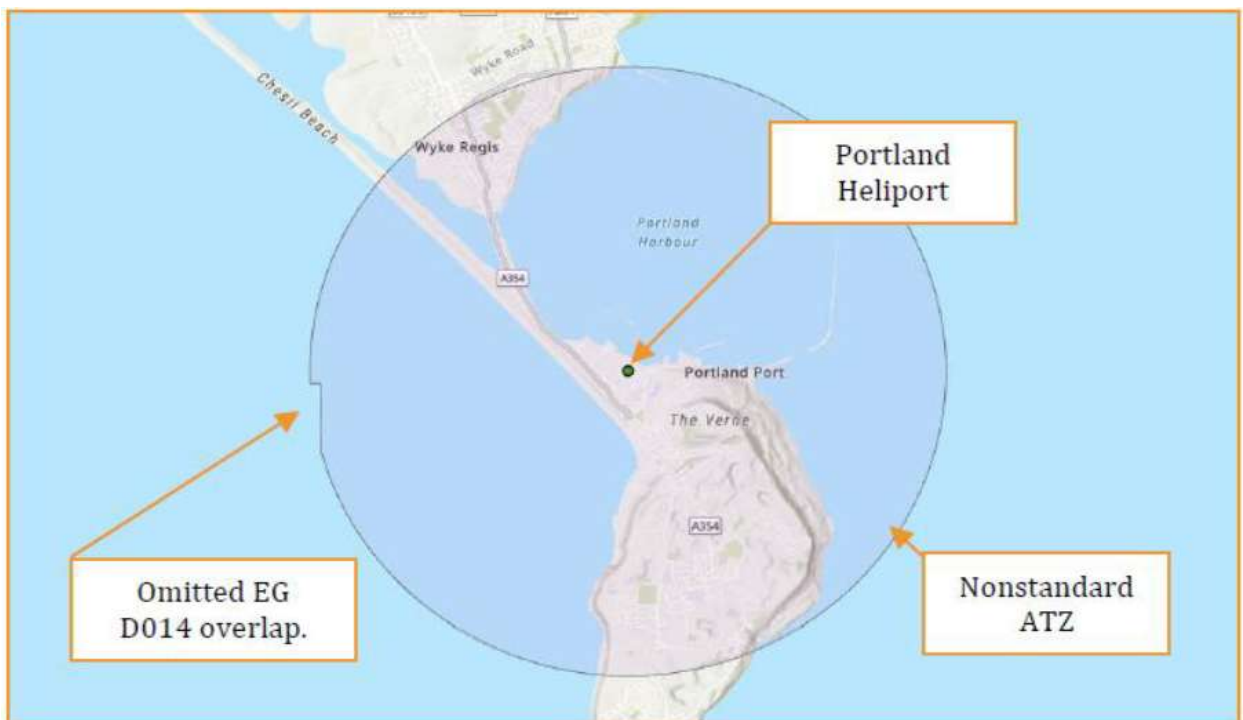 Wyke Road
Chesil Beach
Wyke Regis
Portland
Heliport
Portland
Harbour
A354
Portland Port
The Verne
A354
Omitted EG
D014 overlap.
Nonstandard
ATZ